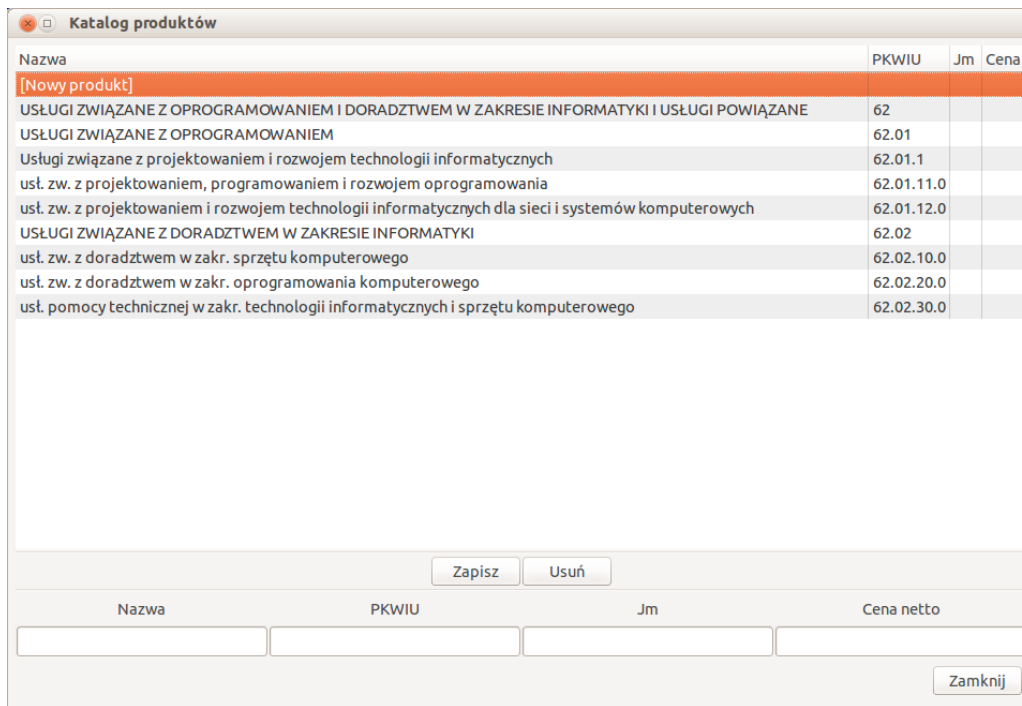 Katalog produktów
Nazwa PKWIU Jm Cena
[Nowy produkt]
USŁUGI ZWIĄZANE Z OPROGRAMOWANIEM I DORADZTWEM W ZAKRESIE INFORMATYKI I USŁUGI POWIĄZANE 62
USŁUGI ZWIĄZANE Z OPROGRAMOWANIEM 62.01
Usługi związane z projektowaniem i rozwojem technologii informatycznych 62.01.1
usł. zw. z projektowaniem, programowaniem i rozwojem oprogramowania 62.01.11.0
usł. zw. z projektowaniem i rozwojem technologii informatycznych dla sieci i systemów komputerowych 62.01.12.0
USŁUGI ZWIĄZANE Z DORADZTWEM W ZAKRESIE INFORMATYKI 62.02
usł. zw. z doradztwem w zakr. sprzętu komputerowego 62.02.10.0
usł. zw. z doradztwem w zakr. oprogramowania komputerowego 62.02.20.0
usł. pomocy technicznej w zakr. technologii informatycznych i sprzętu komputerowego 62.02.30.0
Zapisz Usuń
Nazwa PKWIU Jm Cena netto
Zamknij